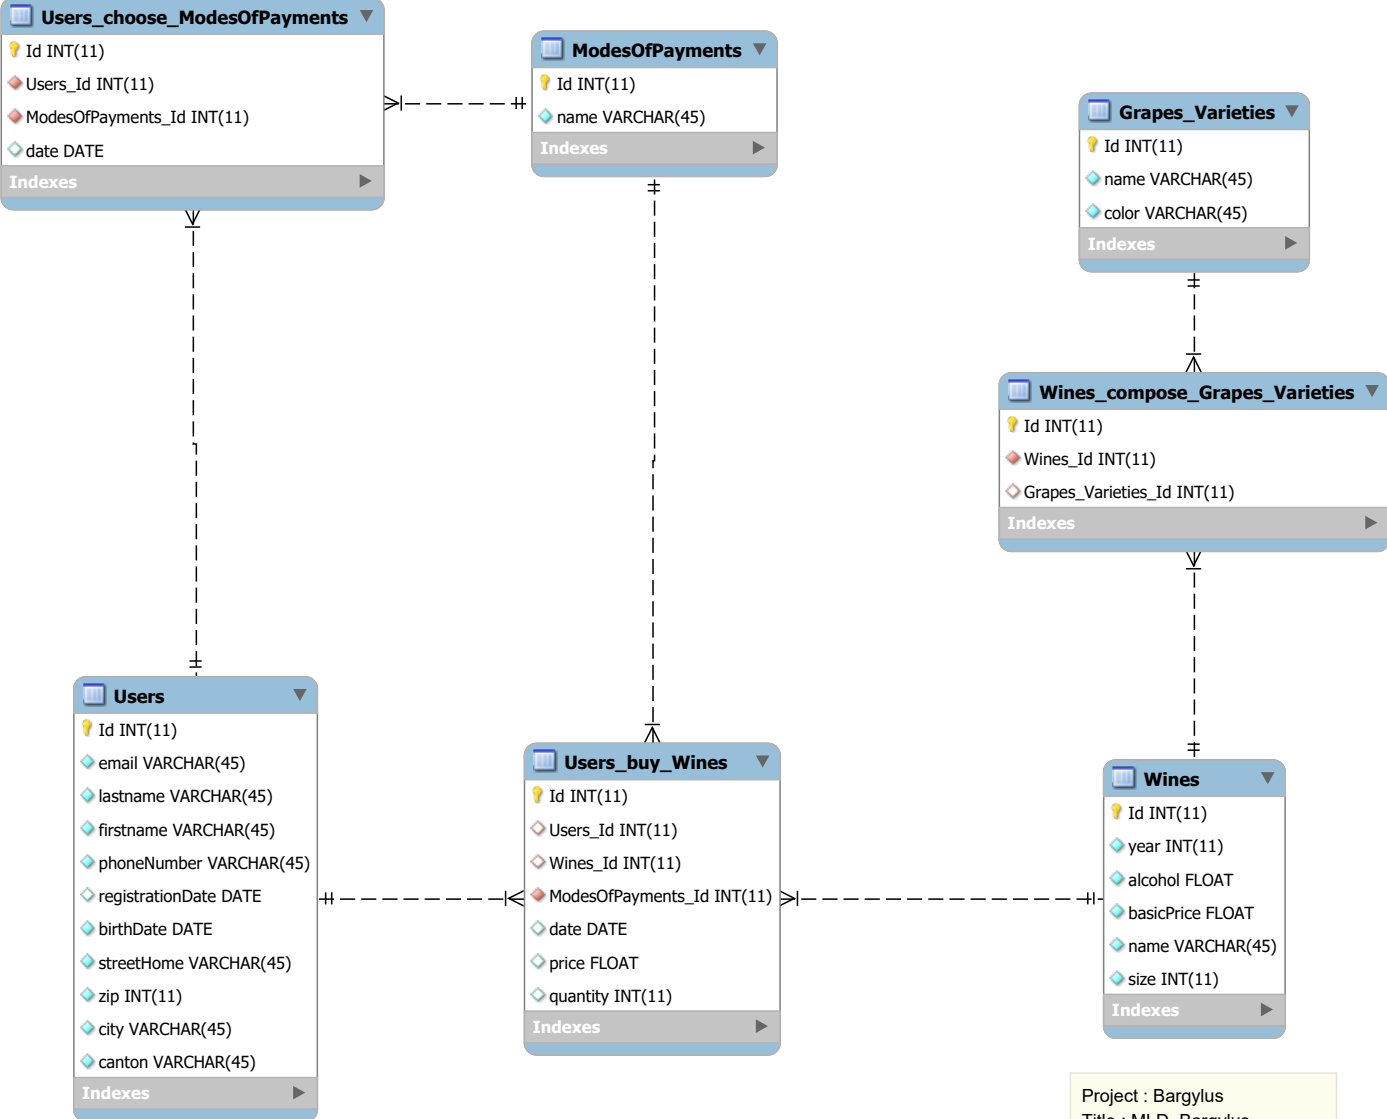 Users_choose_ModesOfPayments
Id INT(11)
Users_Id INT(11)
ModesOfPayments_Id INT(11)
date DATE
Indexes
ModesOfPayments
Id INT(11)
name VARCHAR(45)
Indexes
Grapes_Varieties
Id INT(11)
name VARCHAR(45)
color VARCHAR(45)
Indexes
Wines_compose_Grapes_Varieties
Id INT(11)
Wines_Id INT(11)
Grapes_Varieties_Id INT(11)
Indexes
Users
Id INT(11)
email VARCHAR(45)
lastname VARCHAR(45)
firstname VARCHAR(45)
phoneNumber VARCHAR(45)
registrationDate DATE
birthDate DATE
streetHome VARCHAR(45)
zip INT(11)
city VARCHAR(45)
canton VARCHAR(45)
Indexes
Users_buy_Wines
Id INT(11)
Users_Id INT(11)
Wines_Id INT(11)
ModesOfPayments_Id INT(11)
date DATE
price FLOAT
quantity INT(11)
Indexes
Wines
Id INT(11)
year INT(11)
alcohol FLOAT
basicPrice FLOAT
name VARCHAR(45)
size INT(11)
Indexes
Project : Bargylus
Title : MLD_Bargylus